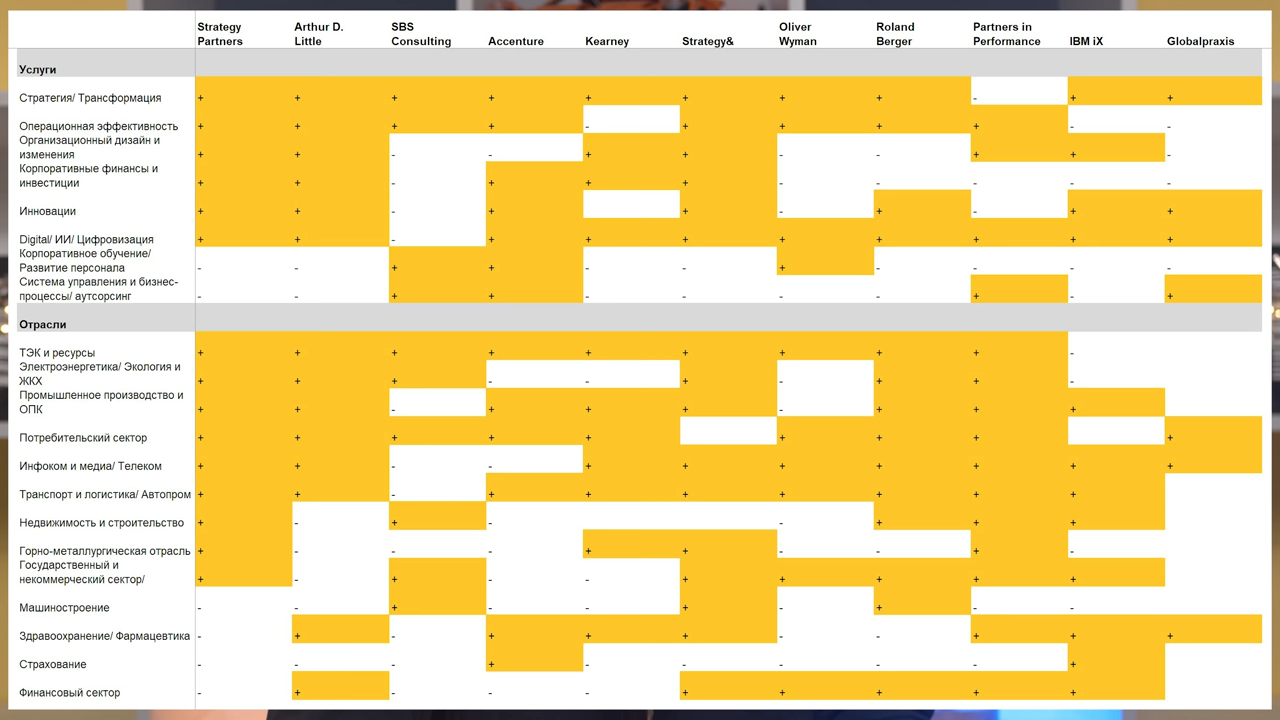 Strategy Partners Arthur D. Little SBS Consulting Accenture Kearney Strategy& Oliver Wyman Roland Berger Partners in Performance IBM iX Globalpraxis
Услуги
Стратегия/ Трансформация + + + + + + + + - + +
Операционная эффективность + + + + - + + + + - -
Организационный дизайн и
изменения + + - - + + - - + + -
Корпоративные финансы и
инвестиции + + - + + + - - - - -
Инновации + + - + - + - + - + +
Digital/ ИИ/ Цифровизация + + - + + + + + + + +
Корпоративное обучение/
Развитие персонала - - + + - - + - - - -
Система управления и бизнес-
процессы/ аутсорсинг - - + + - - - - + - +
Отрасли
ТЭК и ресурсы + + + + + + + + + -
Электроэнергетика/ Экология и
ЖКХ + + + - - + - + + -
Промышленное производство и
ОПК + + - + + + - + + +
Потребительский сектор + + + + + + + + +
Инфоком и медиа/ Телеком + + - - + + + + + + +
Транспорт и логистика/ Автопром + + - + + + + + + +
Недвижимость и строительство + - + - - + + +
Горно-металлургическая отрасль + - - - + + - - + -
Государственный и
некоммерческий сектор/ + - + - - + + + + +
Машиностроение - - + - - + - + - -
Здравоохранение/ Фармацевтика - + - + + + - - + + +
Страхование - - - + - - - - - +
Финансовый сектор - + - - - + + + + +